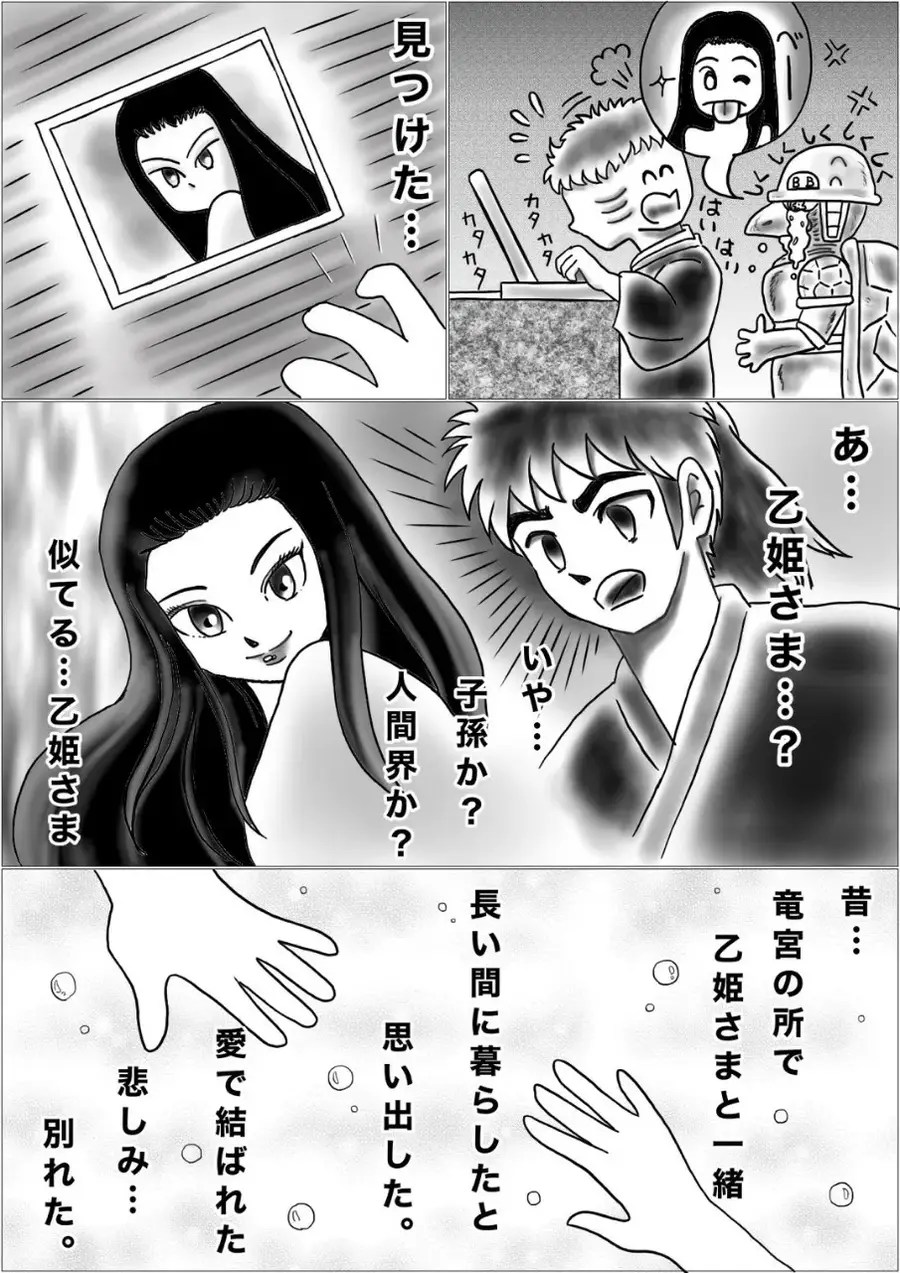 しくしくしくしく
はいはい
カタカタ
カタカタ
BB
見つけた…
あ…
乙姫さま…?
いや…
子孫か?
人間界か?
似てる…乙姫さま
昔…
竜宮の所で
乙姫さまと一緒
長い間に暮らしたと
思い出した。
愛で結ばれた
悲しみ…
別れた。